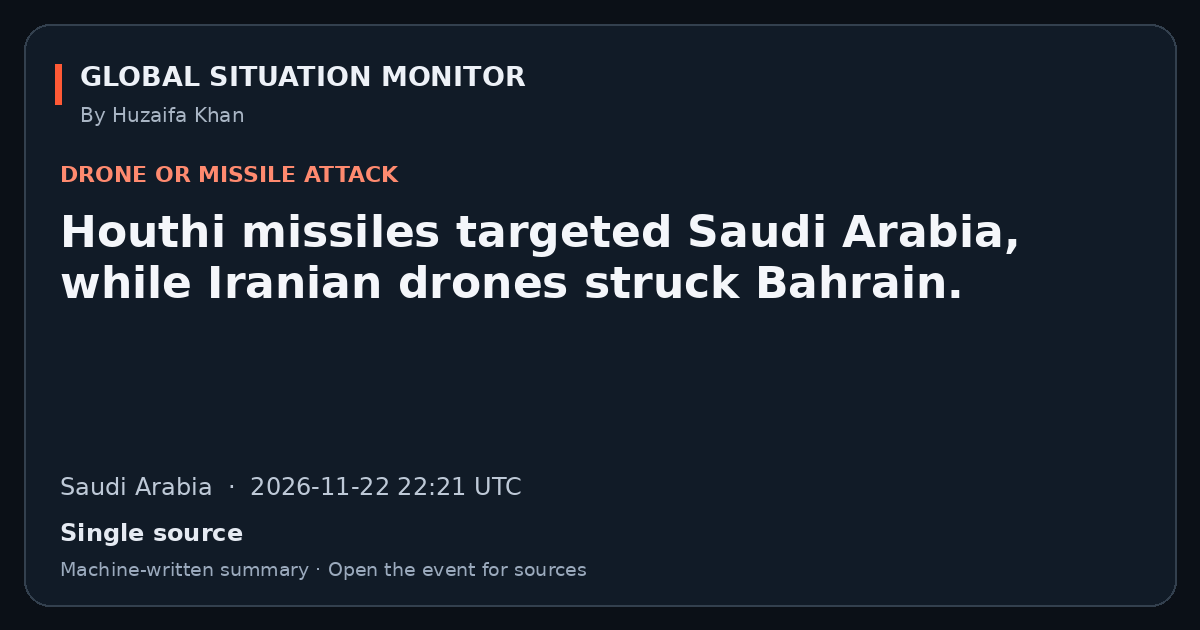 GLOBAL SITUATION MONITOR
By Huzaifa Khan
DRONE OR MISSILE ATTACK
Houthi missiles targeted Saudi Arabia,
while Iranian drones struck Bahrain.
Saudi Arabia · 2026-11-22 22:21 UTC
Single source
Machine-written summary · Open the event for sources